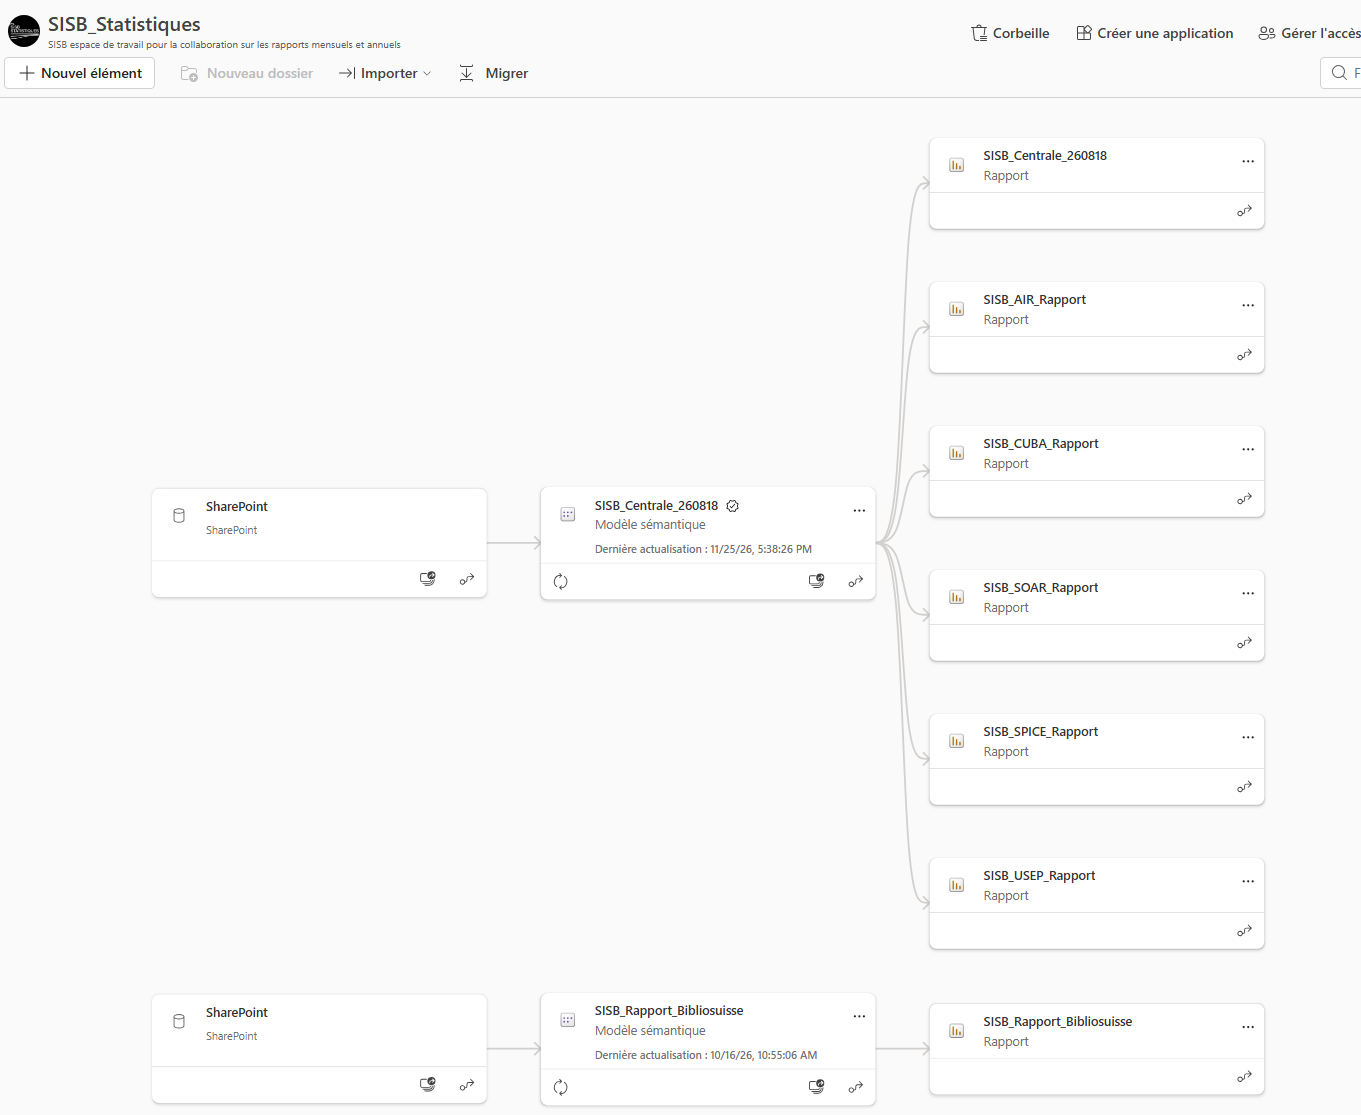 SISB_Statistiques
SISB espace de travail pour la collaboration sur les rapports mensuels et annuels
Corbeille
Créer une application
Gérer l'accès
Nouvel élément
Nouveau dossier
Importer
Migrer
F
SISB_Centrale_260818
Rapport
SISB_AIR_Rapport
Rapport
SISB_CUBA_Rapport
Rapport
SharePoint
SharePoint
SISB_Centrale_260818
Modèle sémantique
Dernière actualisation : 11/25/26, 5:38:26 PM
SISB_SOAR_Rapport
Rapport
SISB_SPICE_Rapport
Rapport
SISB_USEP_Rapport
Rapport
SharePoint
SharePoint
SISB_Rapport_Bibliosuisse
Modèle sémantique
Dernière actualisation : 10/16/26, 10:55:06 AM
SISB_Rapport_Bibliosuisse
Rapport